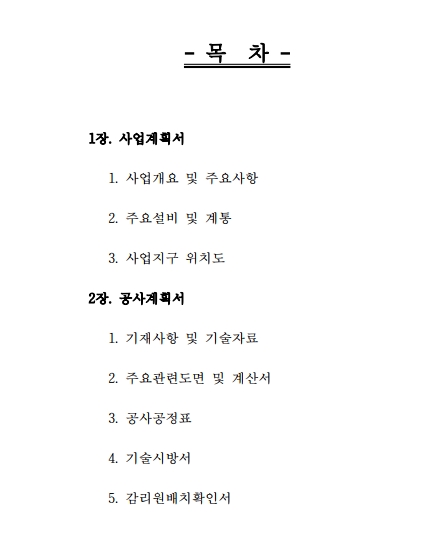 - 목 차 -
1장. 사업계획서
1. 사업개요 및 주요사항
2. 주요설비 및 계통
3. 사업지구 위치도
2장. 공사계획서
1. 기재사항 및 기술자료
2. 주요관련도면 및 계산서
3. 공사공정표
4. 기술시방서
5. 감리원배치확인서